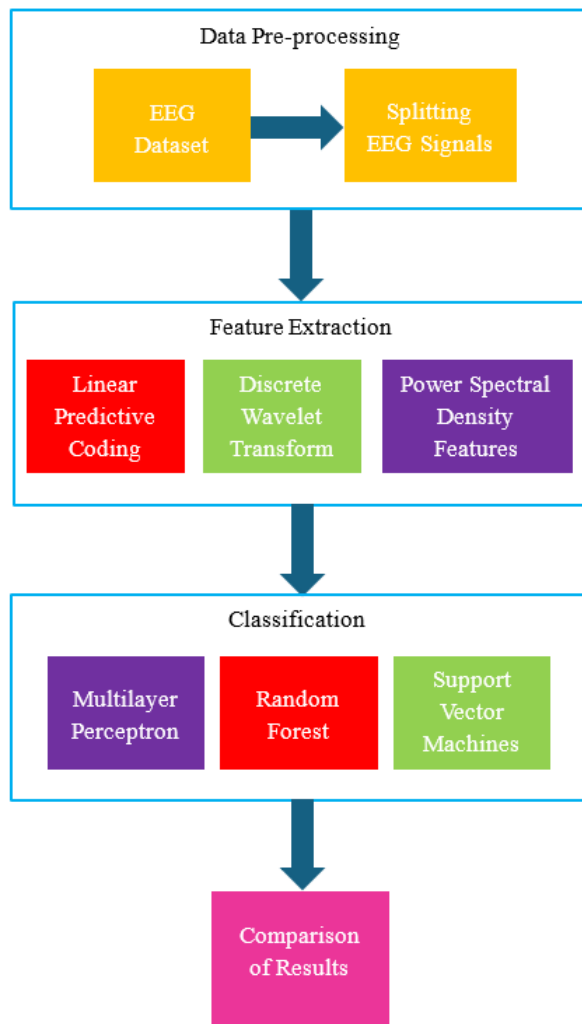 Data Pre-processing
EEG
Dataset
Splitting
EEG Signals
Feature Extraction
Linear
Predictive
Coding
Discrete
Wavelet
Transform
Power Spectral
Density
Features
Classification
Multilayer
Perceptron
Random
Forest
Support
Vector
Machines
Comparison
of Results